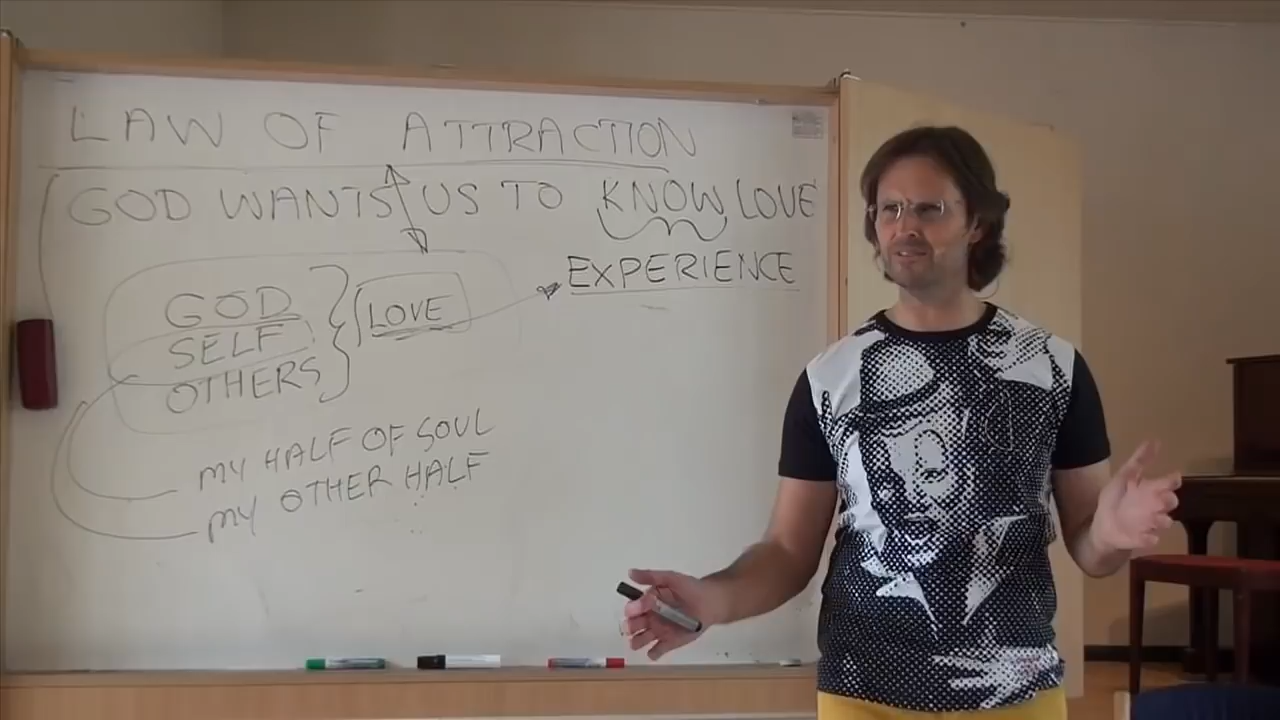 LAW OF ATTRACTION
GOD WANTS US TO KNOW LOVE
EXPERIENCE
GOD
SELF
OTHERS
LOVE
MY HALF OF SOUL
MY OTHER HALF